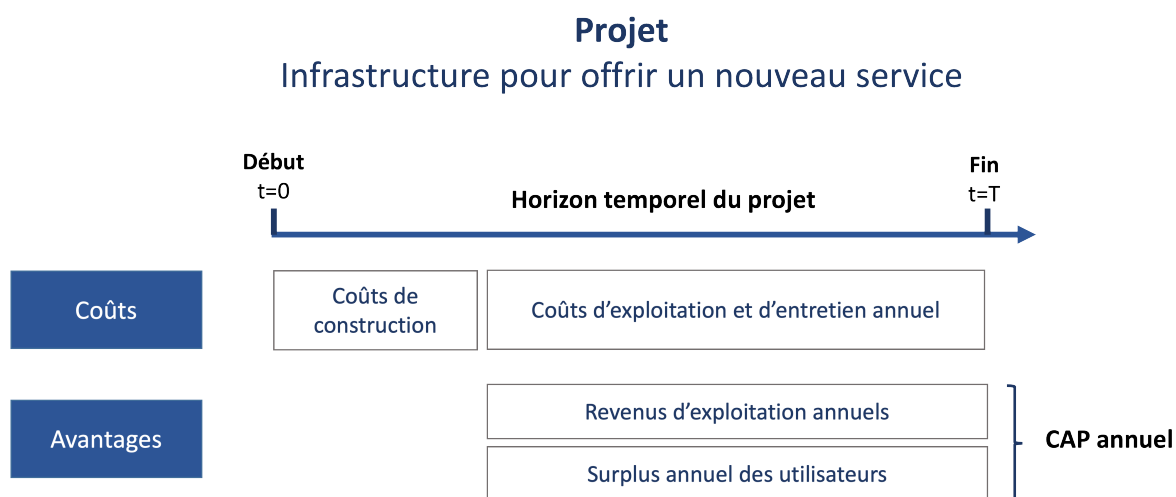 Projet
Infrastructure pour offrir un nouveau service
Début
t=0
Horizon temporel du projet
Fin
t=T
Coûts
Coûts de
construction
Coûts d’exploitation et d’entretien annuel
Avantages
Revenus d’exploitation annuels
Surplus annuel des utilisateurs
CAP annuel